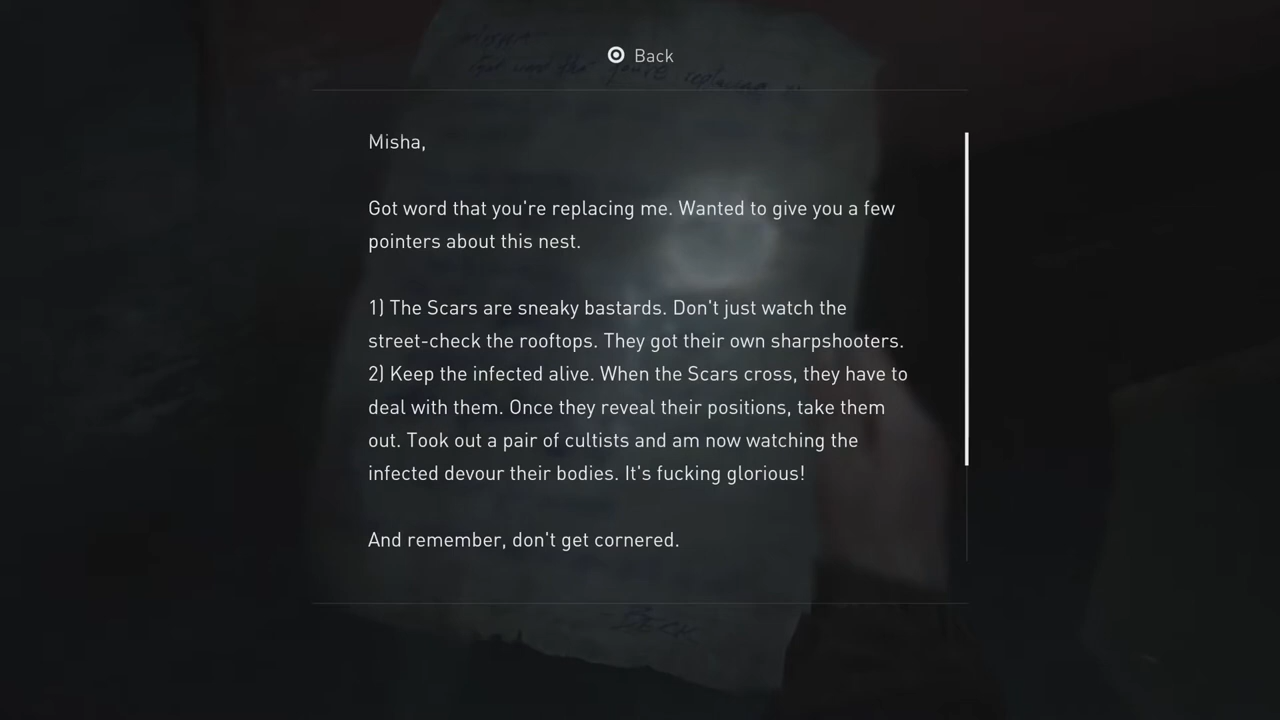 Back
Misha,
Got word that you're replacing me. Wanted to give you a few
pointers about this nest.
1) The Scars are sneaky bastards. Don't just watch the
street-check the rooftops. They got their own sharpshooters.
2) Keep the infected alive. When the Scars cross, they have to
deal with them. Once they reveal their positions, take them
out. Took out a pair of cultists and am now watching the
infected devour their bodies. It's fucking glorious!
And remember, don't get cornered.